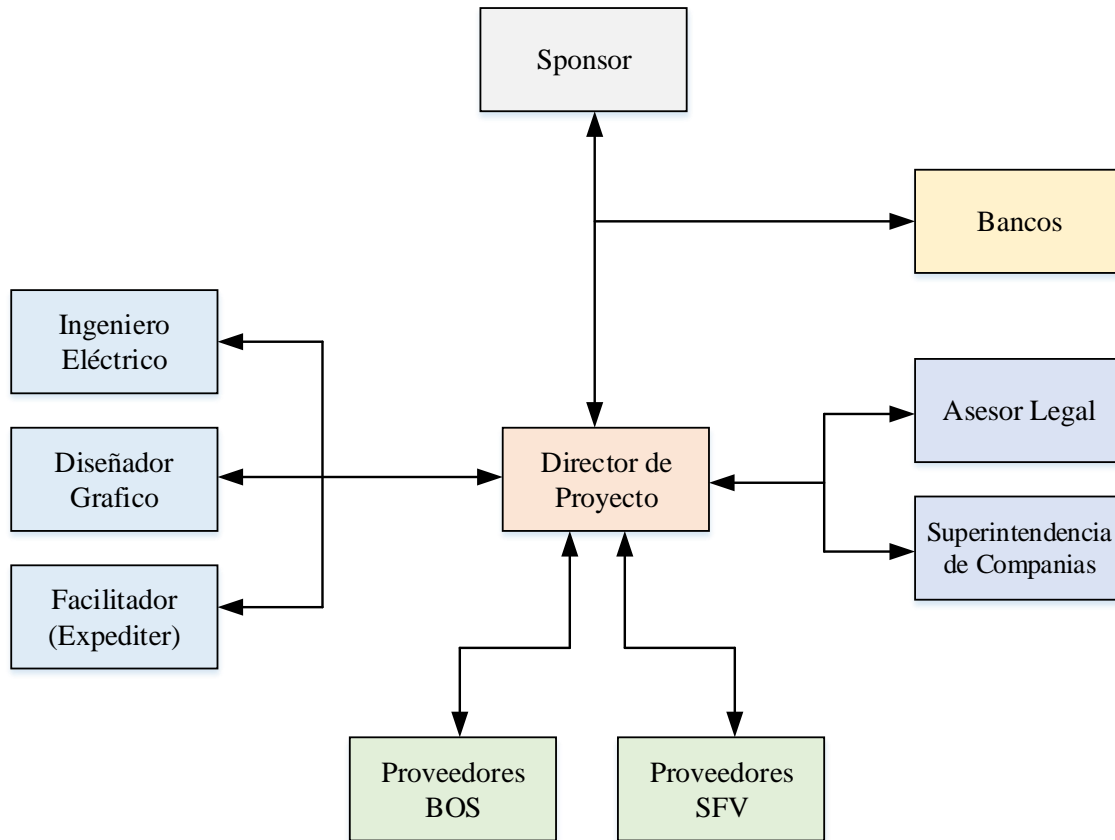 Sponsor
Bancos
Ingeniero
Eléctrico
Asesor Legal
Diseñador
Grafico
Director de
Proyecto
Superintendencia
de Companias
Facilitador
(Expediter)
Proveedores
BOS
Proveedores
SFV